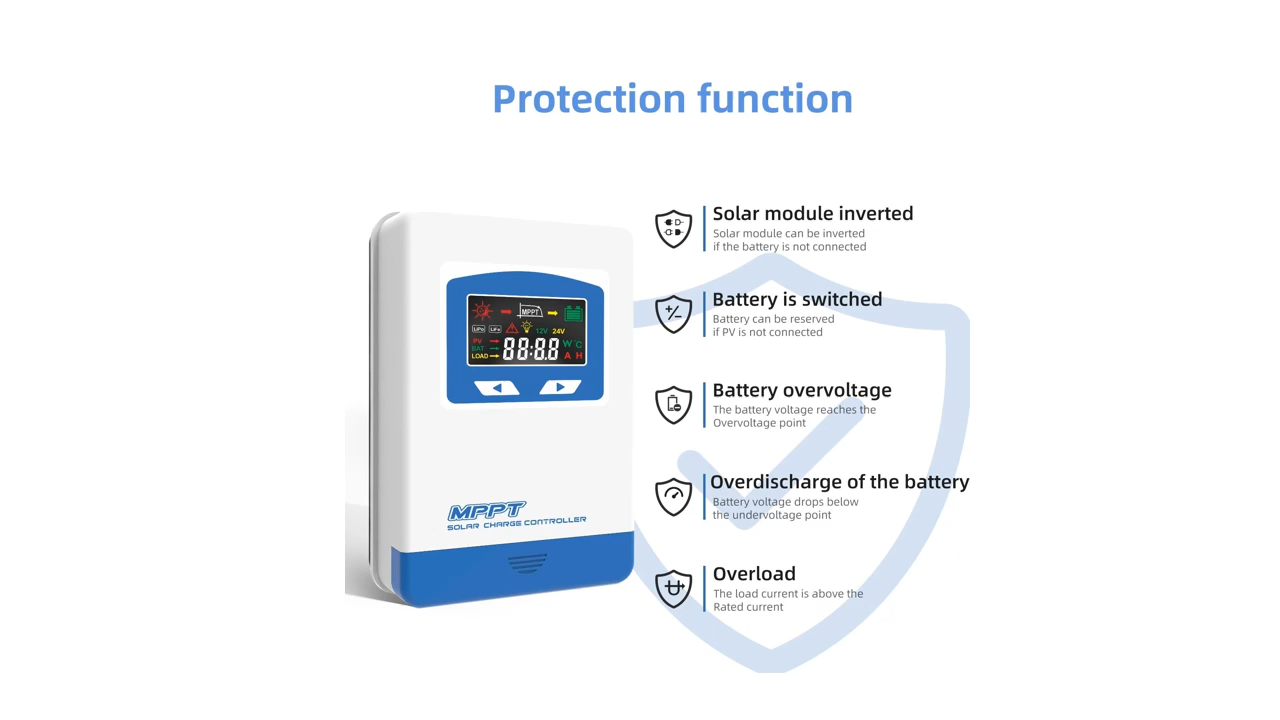 Protection function
Solar module inverted
Solar module can be inverted
if the battery is not connected
Battery is switched
Battery can be reserved
if PV is not connected
Battery overvoltage
The battery voltage reaches the
Overvoltage point
Overdischarge of the battery
Battery voltage drops below
the undervoltage point
Overload
The load current is above the
Rated current
MPPT
LiPo LiFe 12V 24V
PV
BAT
LOAD
88:8.8
W °C
A H
MPPT
SOLAR CHARGE CONTROLLER
+/-